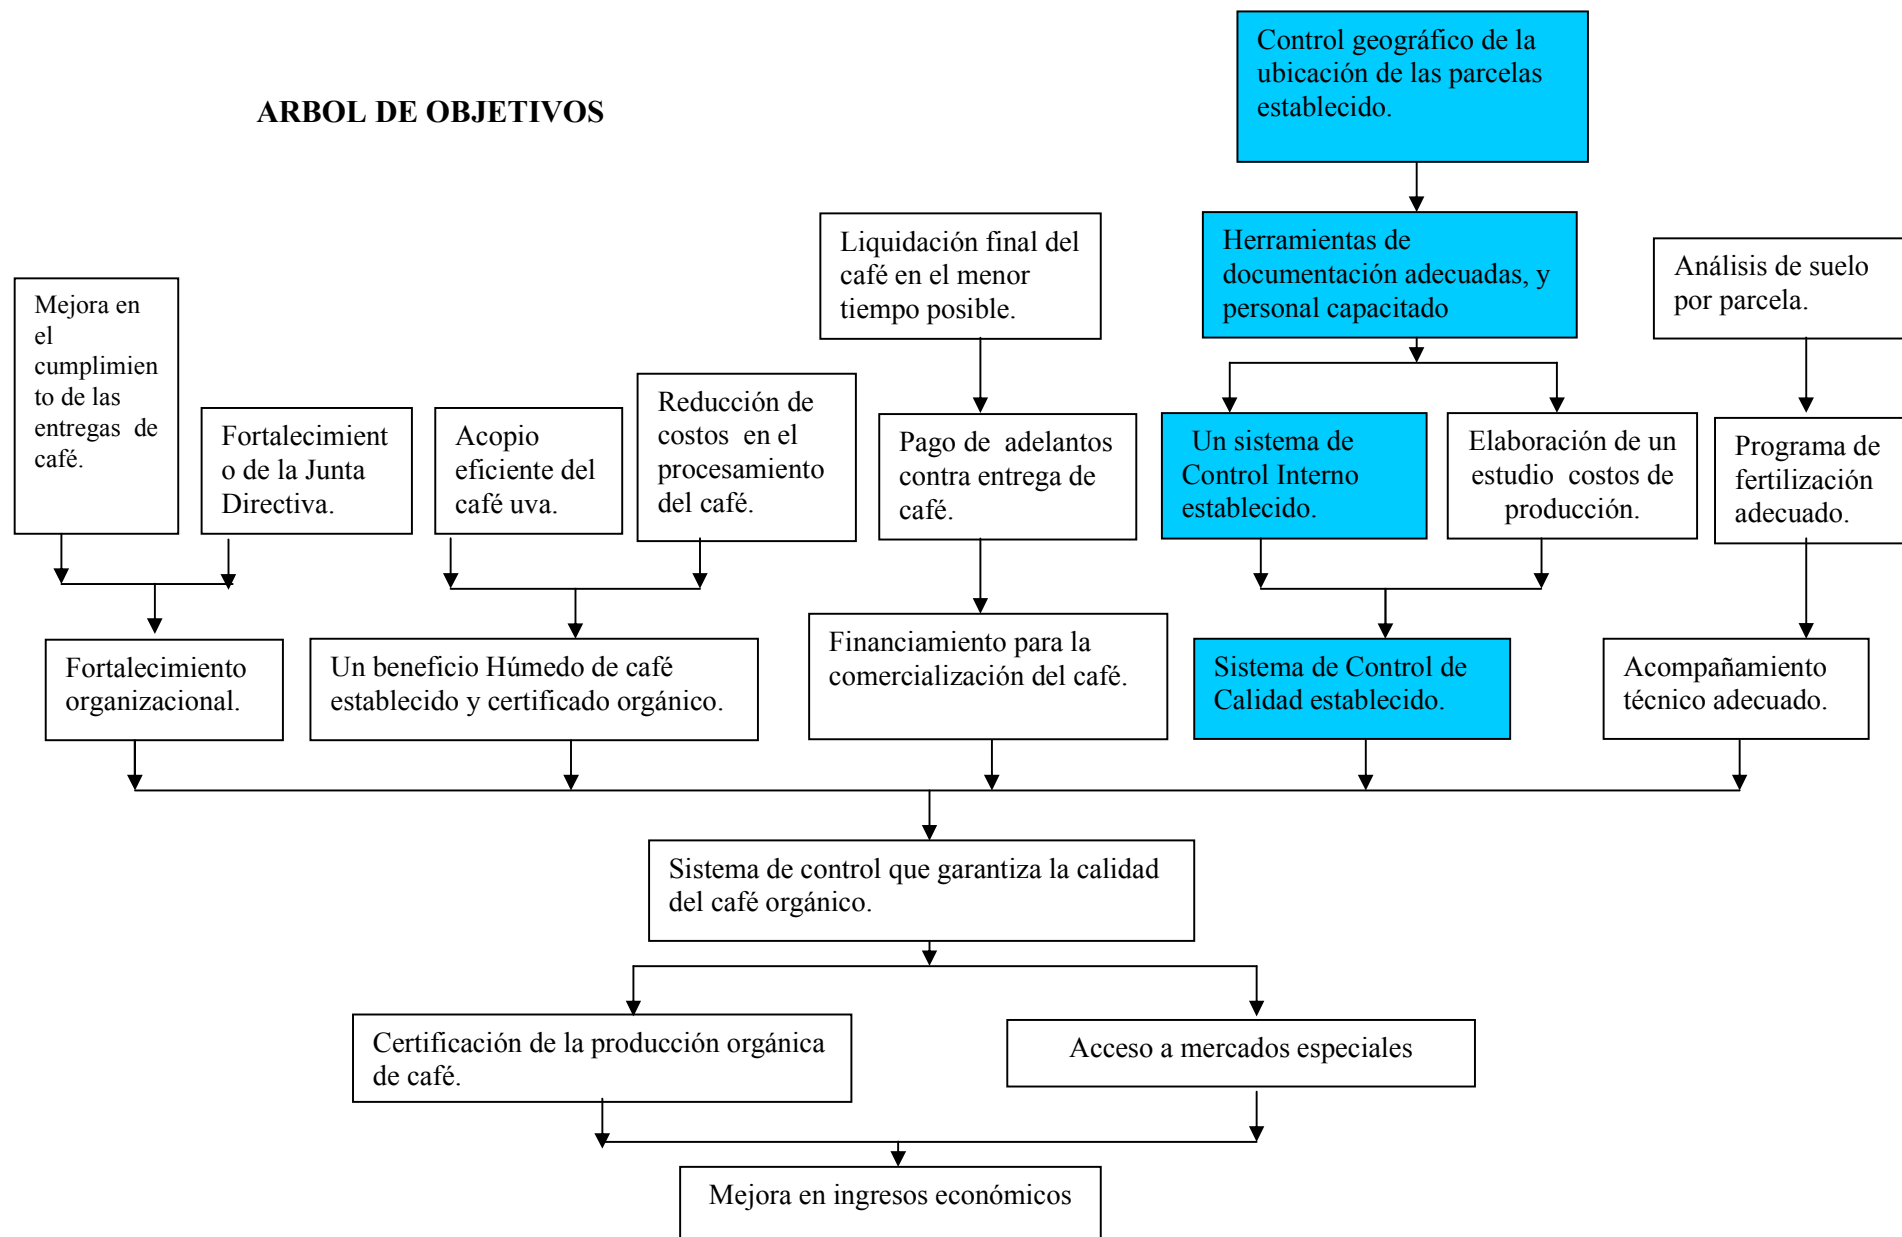 Control geográfico de la
ubicación de las parcelas
establecido.
ARBOL DE OBJETIVOS
Liquidación final del
café en el menor
tiempo posible.
Herramientas de
documentación adecuadas, y
personal capacitado
Análisis de suelo
por parcela.
Mejora en
el
cumplimien
to de las
entregas de
café.
Fortalecimient
o de la Junta
Directiva.
Acopio
eficiente del
café uva.
Reducción de
costos en el
procesamiento
del café.
Pago de adelantos
contra entrega de
café.
Un sistema de
Control Interno
establecido.
Elaboración de un
estudio costos de
producción.
Programa de
fertilización
adecuado.
Fortalecimiento
organizacional.
Un beneficio Húmedo de café
establecido y certificado orgánico.
Financiamiento para la
comercialización del café.
Sistema de Control de
Calidad establecido.
Acompañamiento
técnico adecuado.
Sistema de control que garantiza la calidad
del café orgánico.
Certificación de la producción orgánica
de café.
Acceso a mercados especiales
Mejora en ingresos económicos